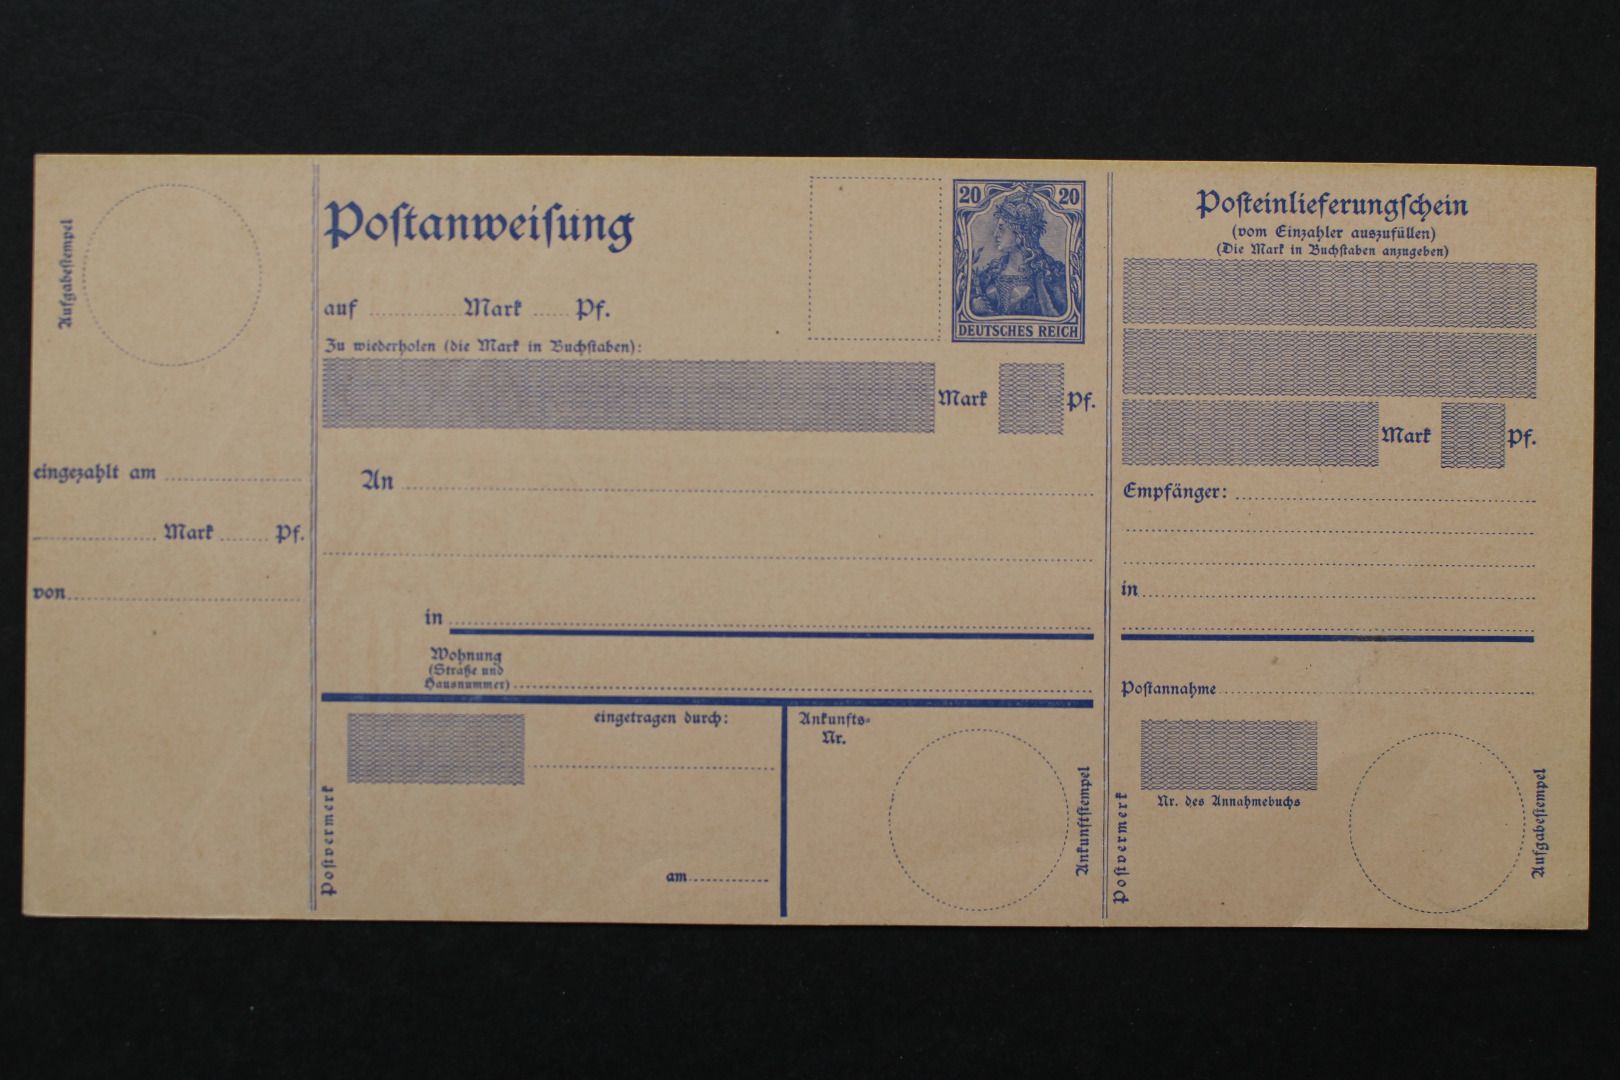 Aufgabestempel
eingezahlt am
Mark Pf.
von
Postanweisung
auf Mark Pf.
Zu wiederholen (die Mark in Buchstaben):
Mark Pf.
An
in
Wohnung
(Straße und
Hausnummer)
Postvermerk
eingetragen durch:
am
Ankunfts-
Nr.
Ankunftstempel
20 20
DEUTSCHES REICH
Posteinlieferungschein
(vom Einzahler auszufüllen)
(Die Mark in Buchstaben anzugeben)
Mark Pf.
Empfänger:
in
Postannahme
Postvermerk
Nr. des Annahmebuchs
Aufgabestempel